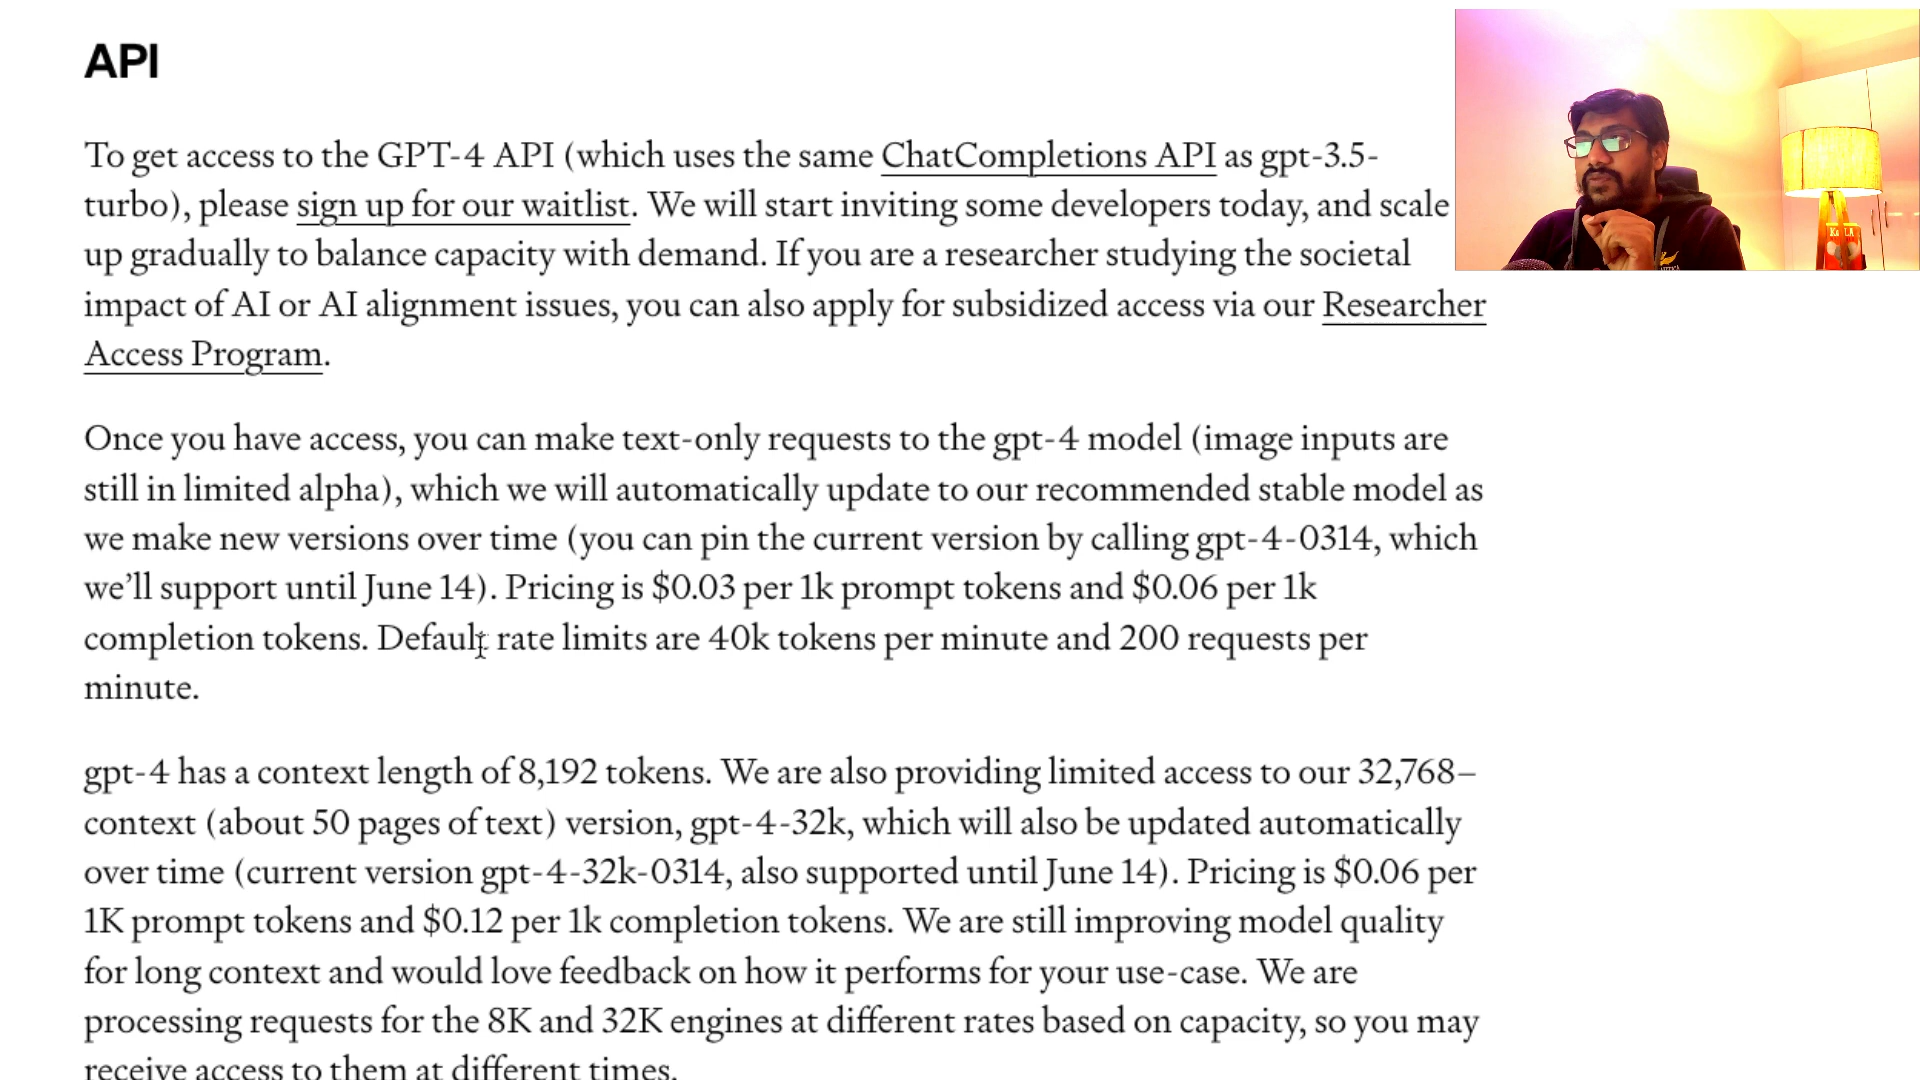 API
To get access to the GPT-4 API (which uses the same ChatCompletions API as gpt-3.5-
turbo), please sign up for our waitlist. We will start inviting some developers today, and scale
up gradually to balance capacity with demand. If you are a researcher studying the societal
impact of AI or AI alignment issues, you can also apply for subsidized access via our Researcher
Access Program.
Once you have access, you can make text-only requests to the gpt-4 model (image inputs are
still in limited alpha), which we will automatically update to our recommended stable model as
we make new versions over time (you can pin the current version by calling gpt-4-0314, which
we’ll support until June 14). Pricing is $0.03 per 1k prompt tokens and $0.06 per 1k
completion tokens. Default rate limits are 40k tokens per minute and 200 requests per
minute.
gpt-4 has a context length of 8,192 tokens. We are also providing limited access to our 32,768–
context (about 50 pages of text) version, gpt-4-32k, which will also be updated automatically
over time (current version gpt-4-32k-0314, also supported until June 14). Pricing is $0.06 per
1K prompt tokens and $0.12 per 1k completion tokens. We are still improving model quality
for long context and would love feedback on how it performs for your use-case. We are
processing requests for the 8K and 32K engines at different rates based on capacity, so you may
receive access to them at different times.